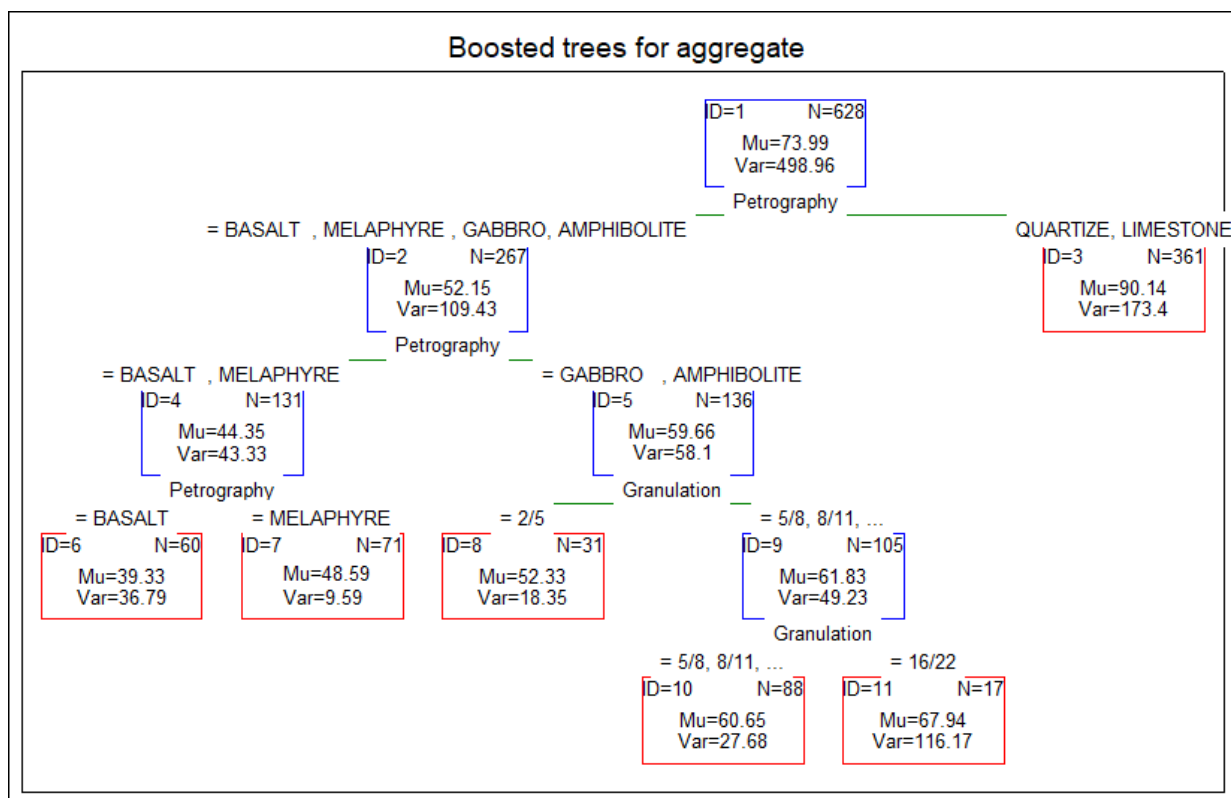 Boosted trees for aggregate
ID=1 N=628
Mu=73.99
Var=498.96
Petrography
= BASALT , MELAPHYRE , GABBRO, AMPHIBOLITE
QUARTIZE, LIMESTONE
ID=2 N=267
Mu=52.15
Var=109.43
Petrography
ID=3 N=361
Mu=90.14
Var=173.4
= BASALT , MELAPHYRE
= GABBRO , AMPHIBOLITE
ID=4 N=131
Mu=44.35
Var=43.33
Petrography
ID=5 N=136
Mu=59.66
Var=58.1
Granulation
= BASALT
ID=6 N=60
Mu=39.33
Var=36.79
= MELAPHYRE
ID=7 N=71
Mu=48.59
Var=9.59
= 2/5
ID=8 N=31
Mu=52.33
Var=18.35
= 5/8, 8/11, ...
ID=9 N=105
Mu=61.83
Var=49.23
Granulation
= 5/8, 8/11, ...
ID=10 N=88
Mu=60.65
Var=27.68
= 16/22
ID=11 N=17
Mu=67.94
Var=116.17